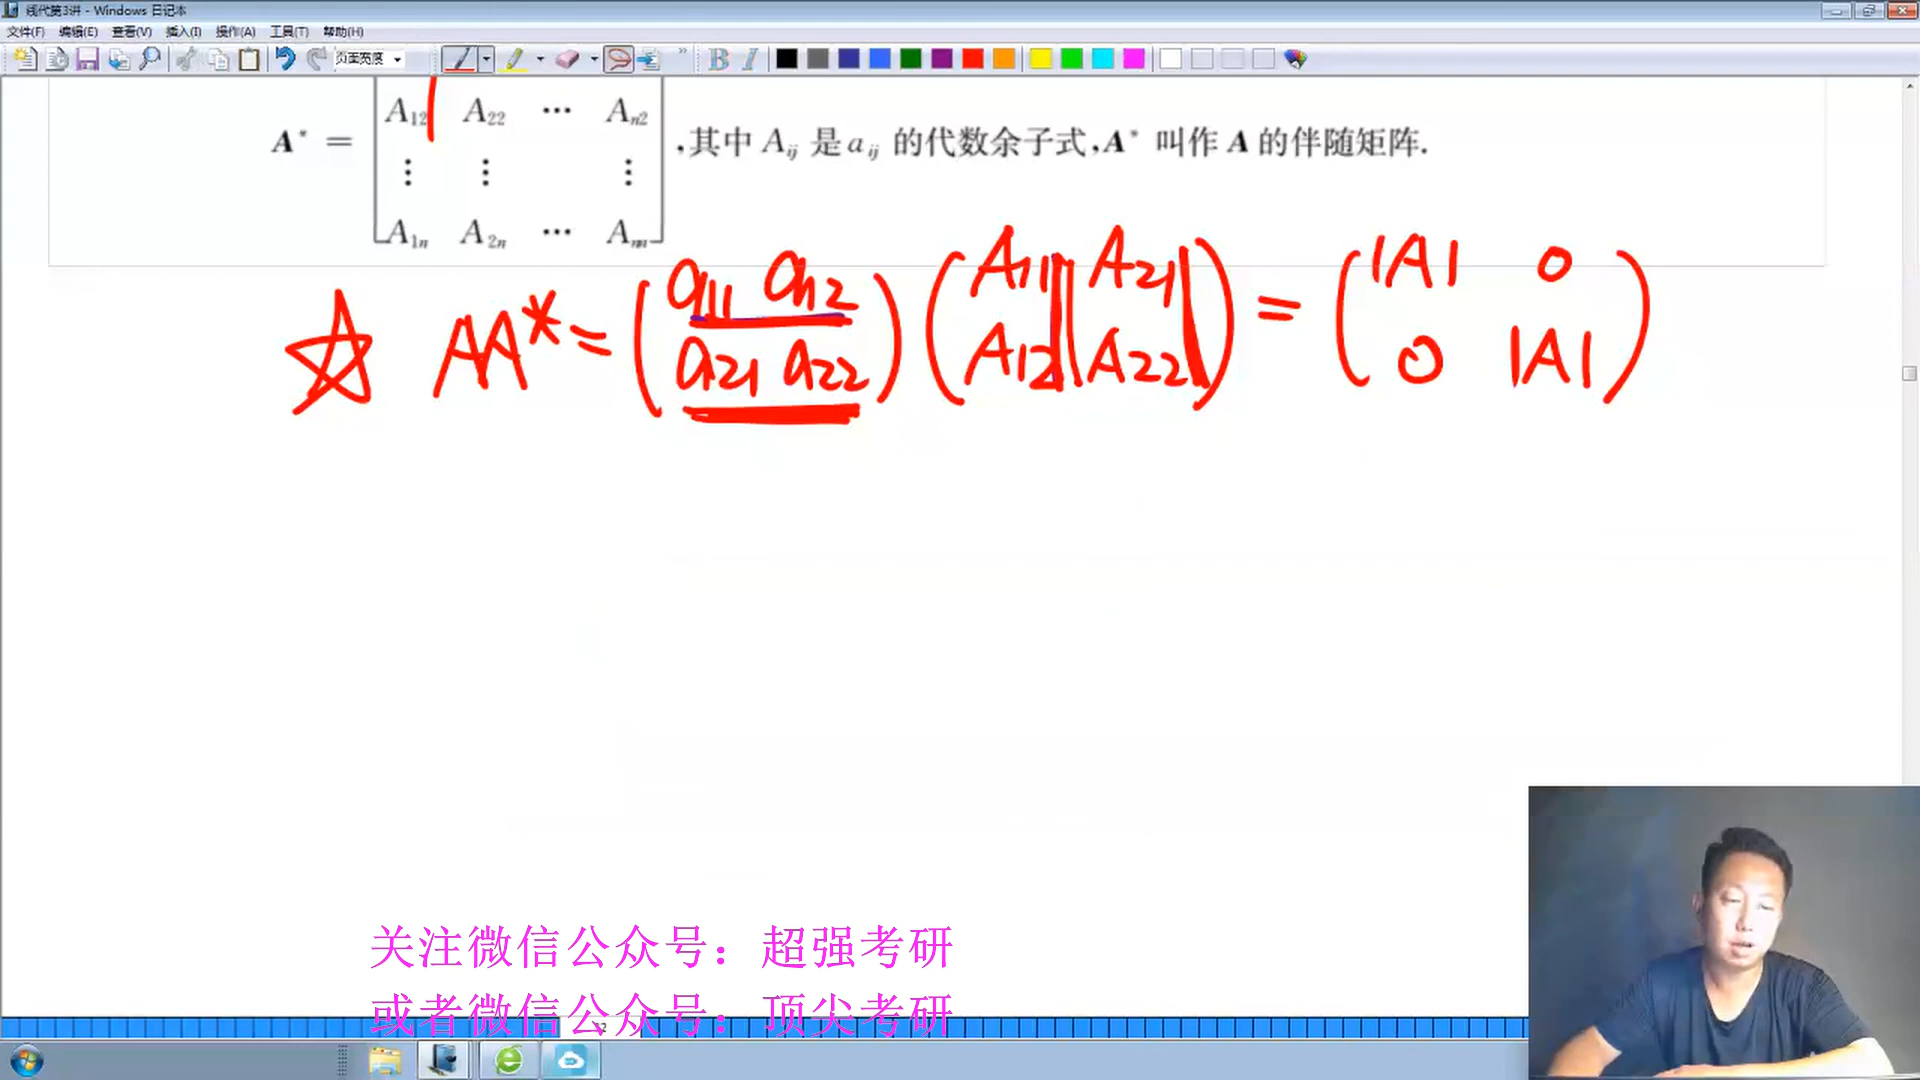 线代第3讲 - Windows 日记本
文件(F) 编辑(E) 查看(V) 插入(I) 操作(A) 工具(T) 帮助(H)
页面宽度 B I
A12 A22 ⋯ An2
A* = ,其中 Aij 是 aij 的代数余子式,A* 叫作 A 的伴随矩阵.
⋮ ⋮ ⋮
A1n A2n ⋯ Ann
☆ AA* = (a11 a12 a21 a22) (A11 A21 A12 A22) = (|A| 0 0 |A|)
关注微信公众号：超强考研
或者微信公众号：顶尖考研